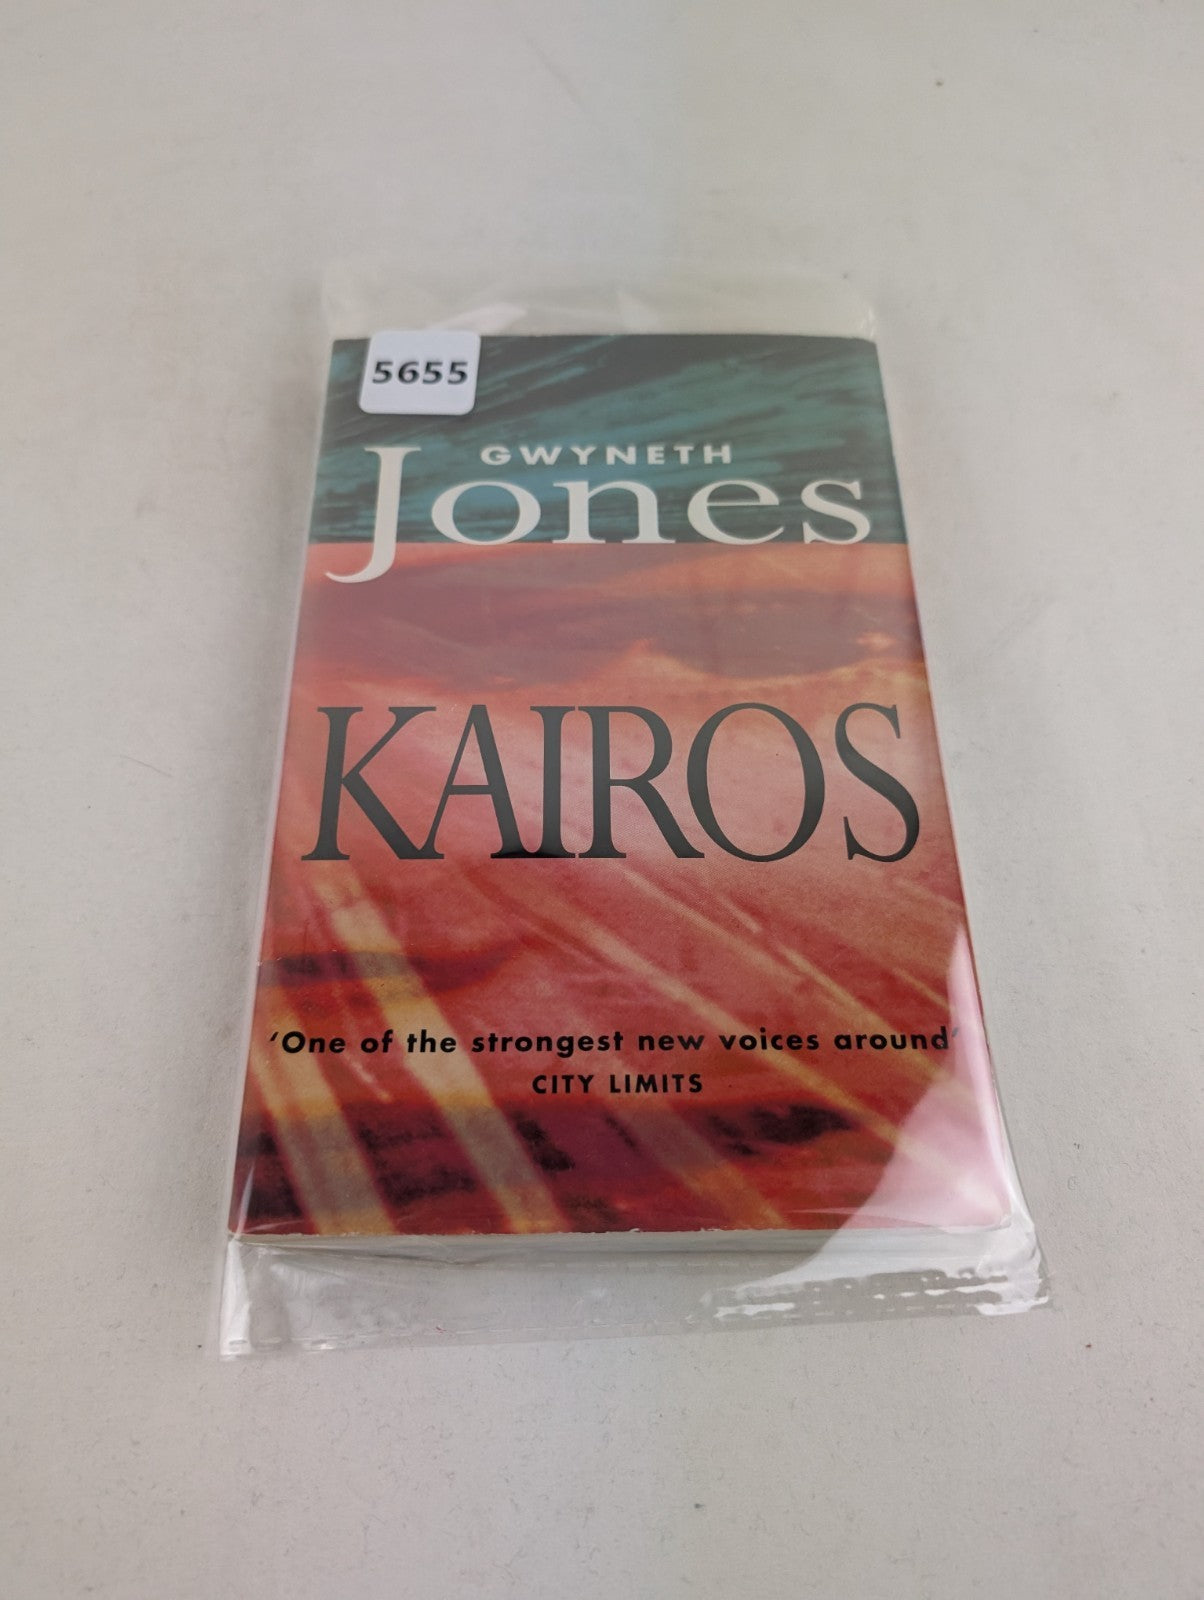 5655
GWYNETH
Jones
KAIROS
‘One of the strongest new voices around’
CITY LIMITS